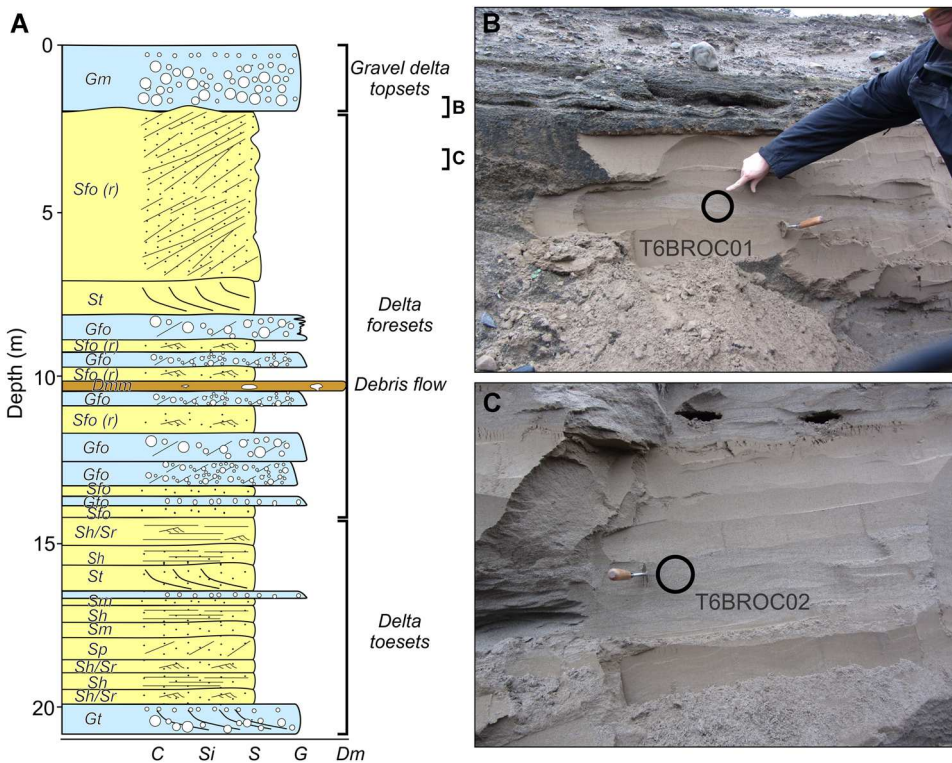 A
0
Gm
Gravel delta
topsets
B
C
Sfo (r)
5
St
Delta
foresets
Gfo
Sfo (r)
Gfo
Sfo (r)
10
Dmm
Debris flow
Gfo
Sfo (r)
Gfo
Gfo
Sfo
Gfo
Sfo
Sh/Sr
15
Sh
St
Sm
Sh
Sm
Delta
toesets
Sp
Sh/Sr
Sh
Sh/Sr
20
Gt
Depth (m)
C Si S G Dm
B
T6BROC01
C
T6BROC02